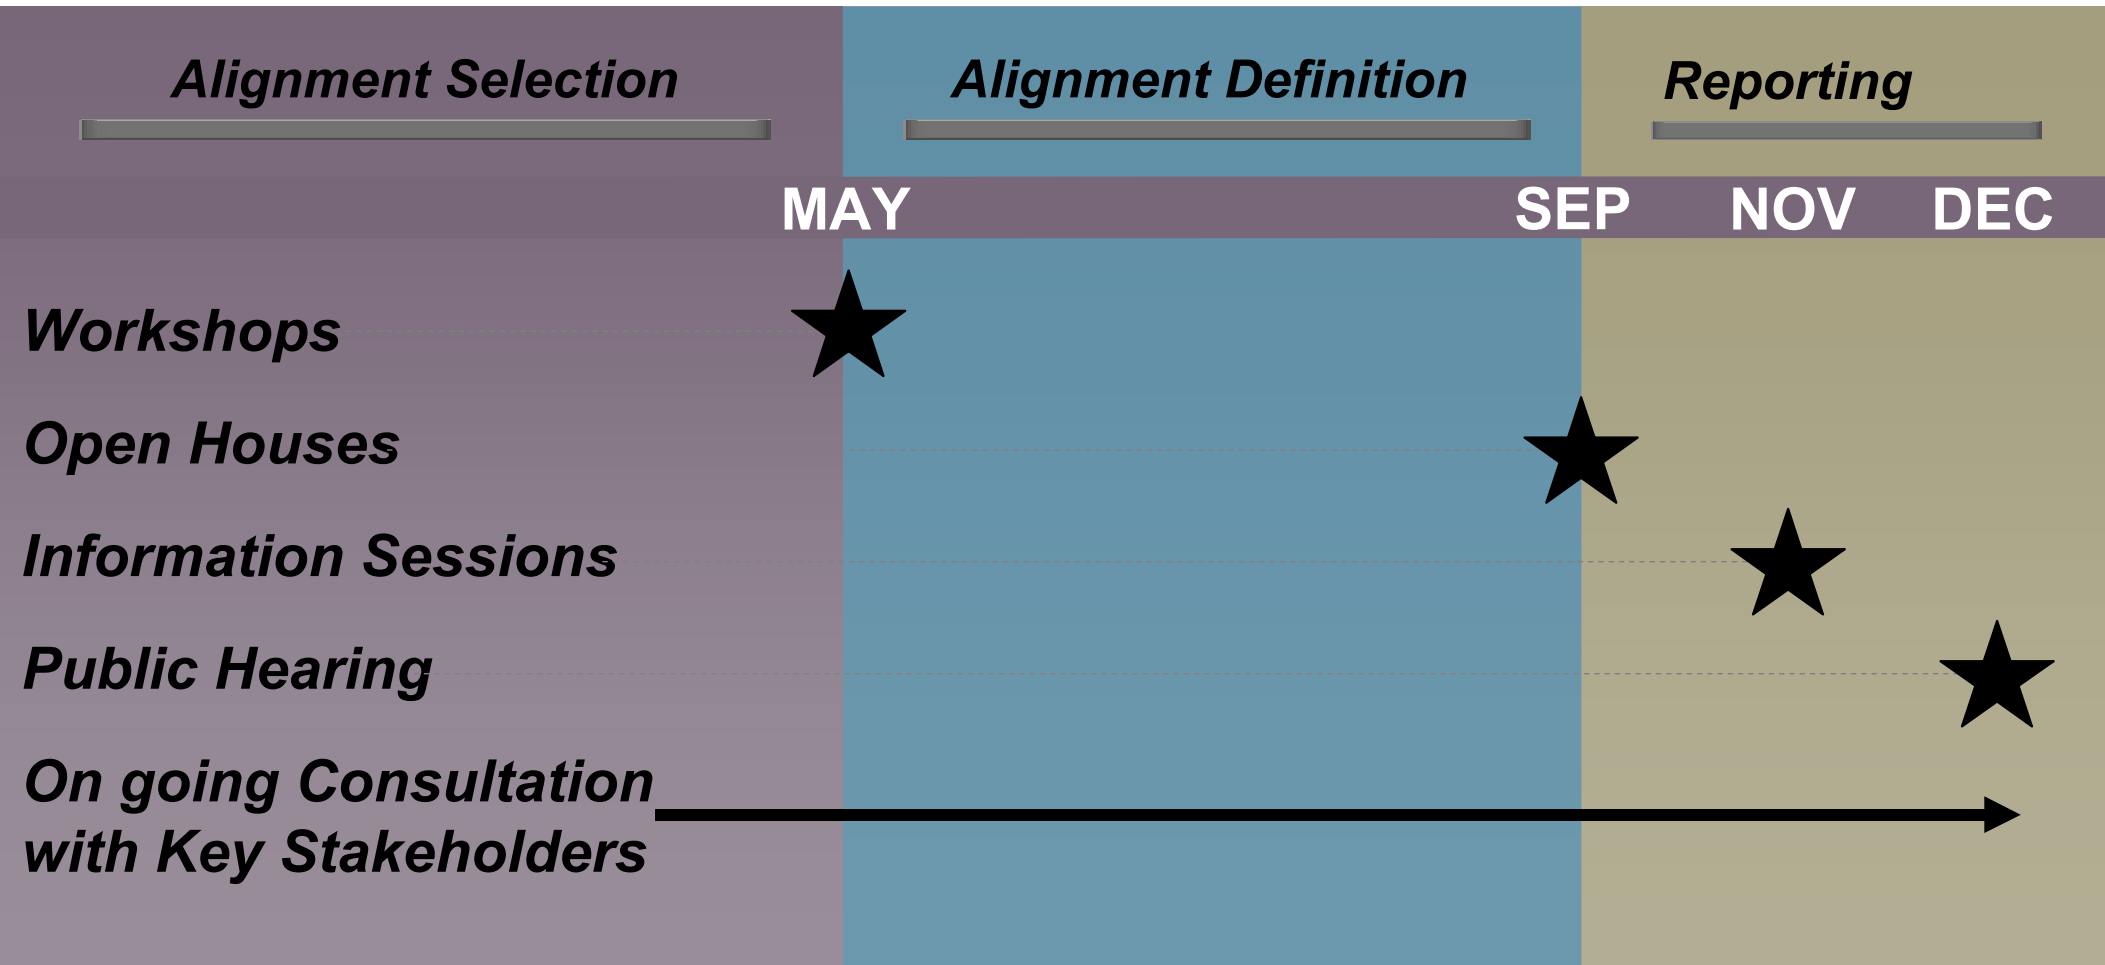 Alignment Selection
Alignment Definition
Reporting
MAY
SEP
NOV
DEC
Workshops
Open Houses
Information Sessions
Public Hearing
On going Consultation
with Key Stakeholders